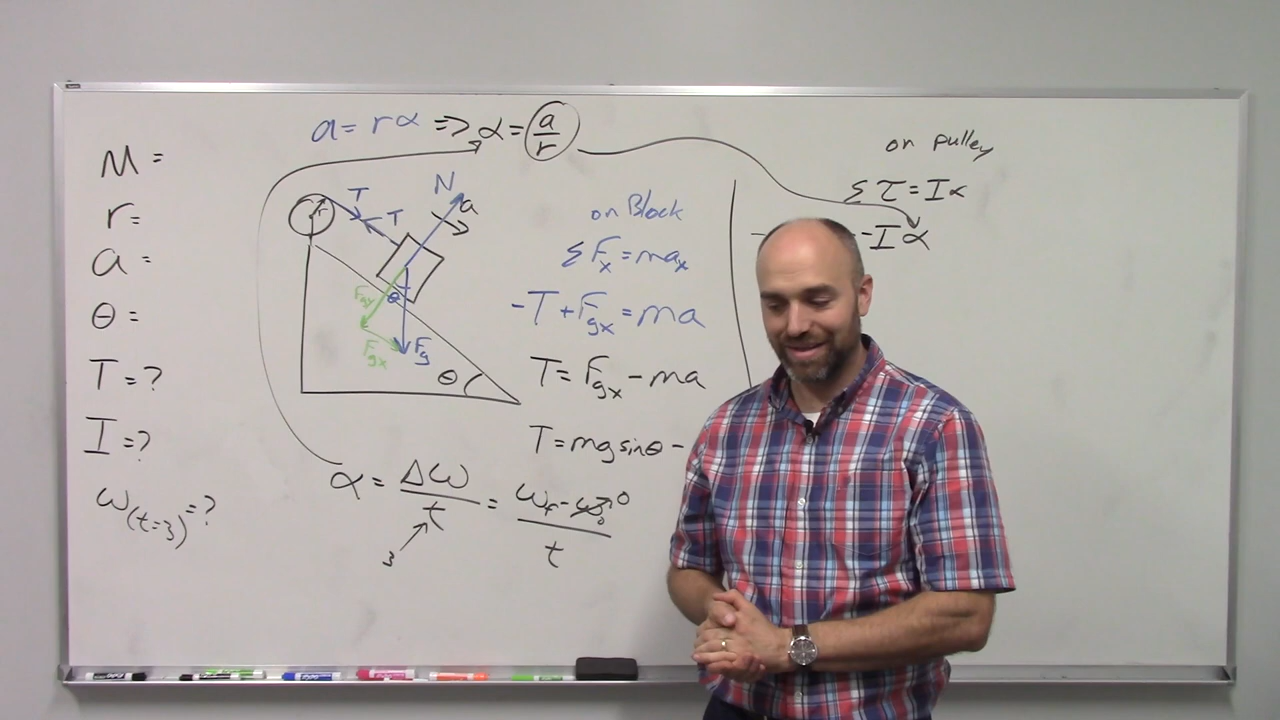 a = rα => α = a/r
M =
r =
a =
θ =
T = ?
I = ?
ω(t=3) = ?
r
T
T
N
a
θ
Fgy
Fgx
Fg
θ
on Block
ΣFx = max
-T + Fgx = ma
T = Fgx - ma
T = mg sinθ -
α = Δω/t = ωf - ω0/t
0
3
on pulley
Στ = Iα
-Iα